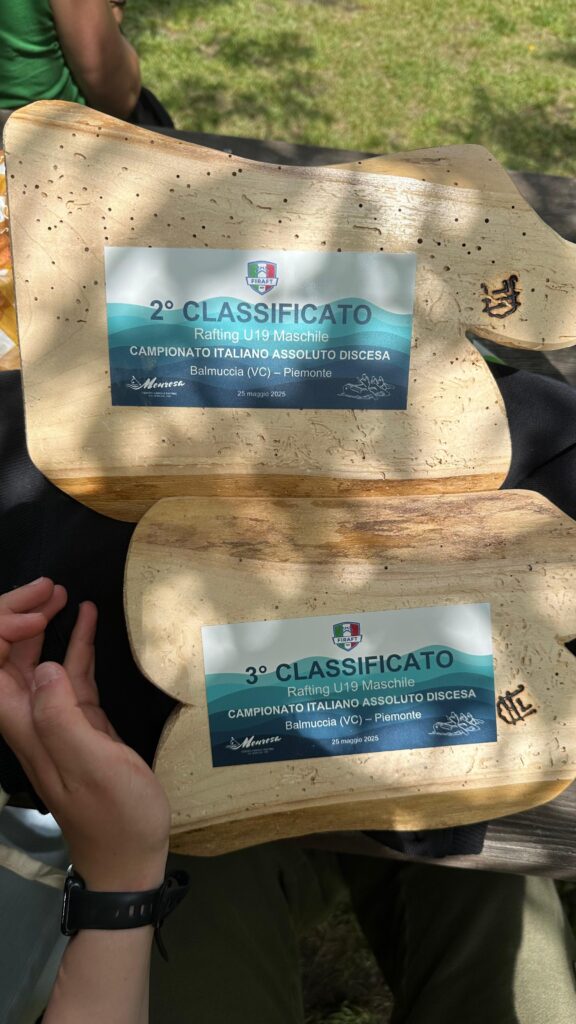 FIRAFT
2° CLASSIFICATO
Rafting U19 Maschile
CAMPIONATO ITALIANO ASSOLUTO DISCESA
Balmuccia (VC) – Piemonte
Monrosa
25 maggio 2025
FIRAFT
3° CLASSIFICATO
Rafting U19 Maschile
CAMPIONATO ITALIANO ASSOLUTO DISCESA
Balmuccia (VC) – Piemonte
Monrosa
25 maggio 2025